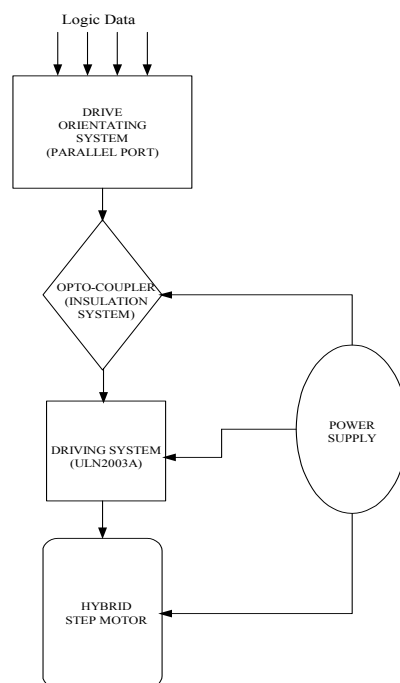 Logic Data
DRIVE
ORIENTATING
SYSTEM
(PARALLEL PORT)
OPTO-COUPLER
(INSULATION
SYSTEM)
DRIVING SYSTEM
(ULN2003A)
POWER
SUPPLY
HYBRID
STEP MOTOR